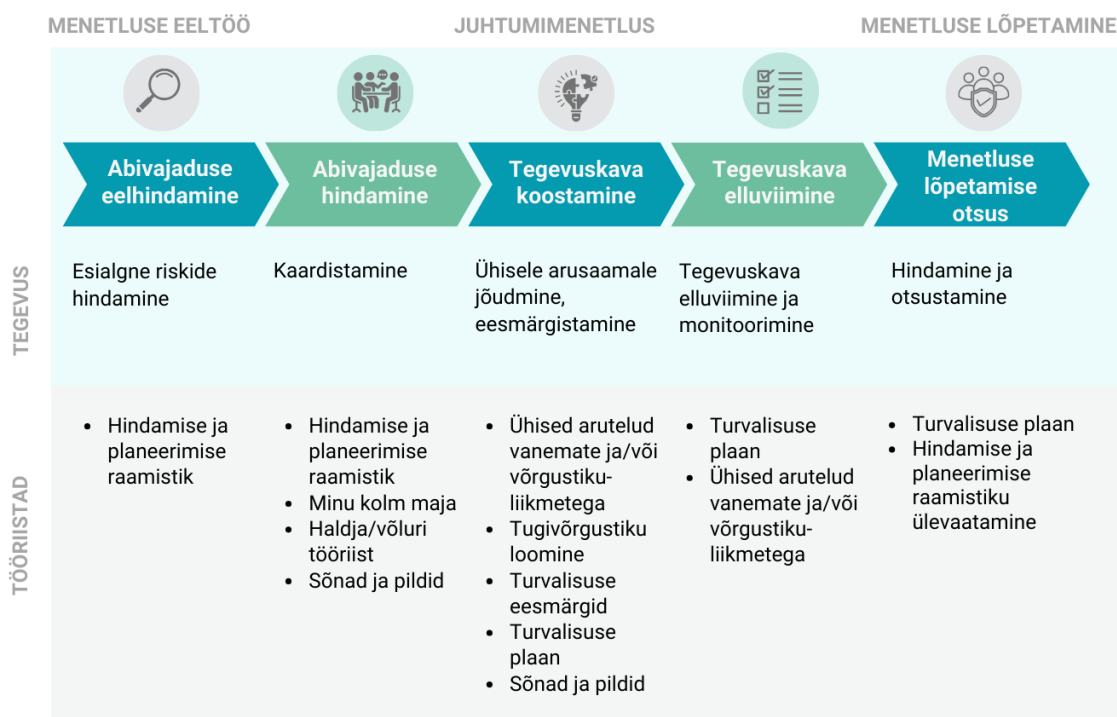 MENETLUSE EELTÖÖ
JUHTUMIMENETLUS
MENETLUSE LÕPETAMINE
Abivajaduse
eelhindamine
Abivajaduse
hindamine
Tegevuskava
koostamine
Tegevuskava
elluviimine
Menetluse
lõpetamise
otsus
TEGEVUS
Esialgne riskide
hindamine
Kaardistamine
Ühisele arusaamale
jõudmine,
eesmärgistamine
Tegevuskava
elluviimine ja
monitoorimine
Hindamine ja
otsustamine
TÖÖRIISTAD
• Hindamise ja
planeerimise
raamistik
• Hindamise ja
planeerimise
raamistik
• Minu kolm maja
• Haldja/võluri
tööriist
• Sõnad ja pildid
• Ühised arutelud
vanemate ja/või
võrgustiku-
liikmetega
• Tugivõrgustiku
loomine
• Turvalisuse
eesmärgid
• Turvalisuse
plaan
• Sõnad ja pildid
• Turvalisuse
plaan
• Ühised arutelud
vanemate ja/või
võrgustiku-
liikmetega
• Turvalisuse plaan
• Hindamise ja
planeerimise
raamistiku
ülevaatamine